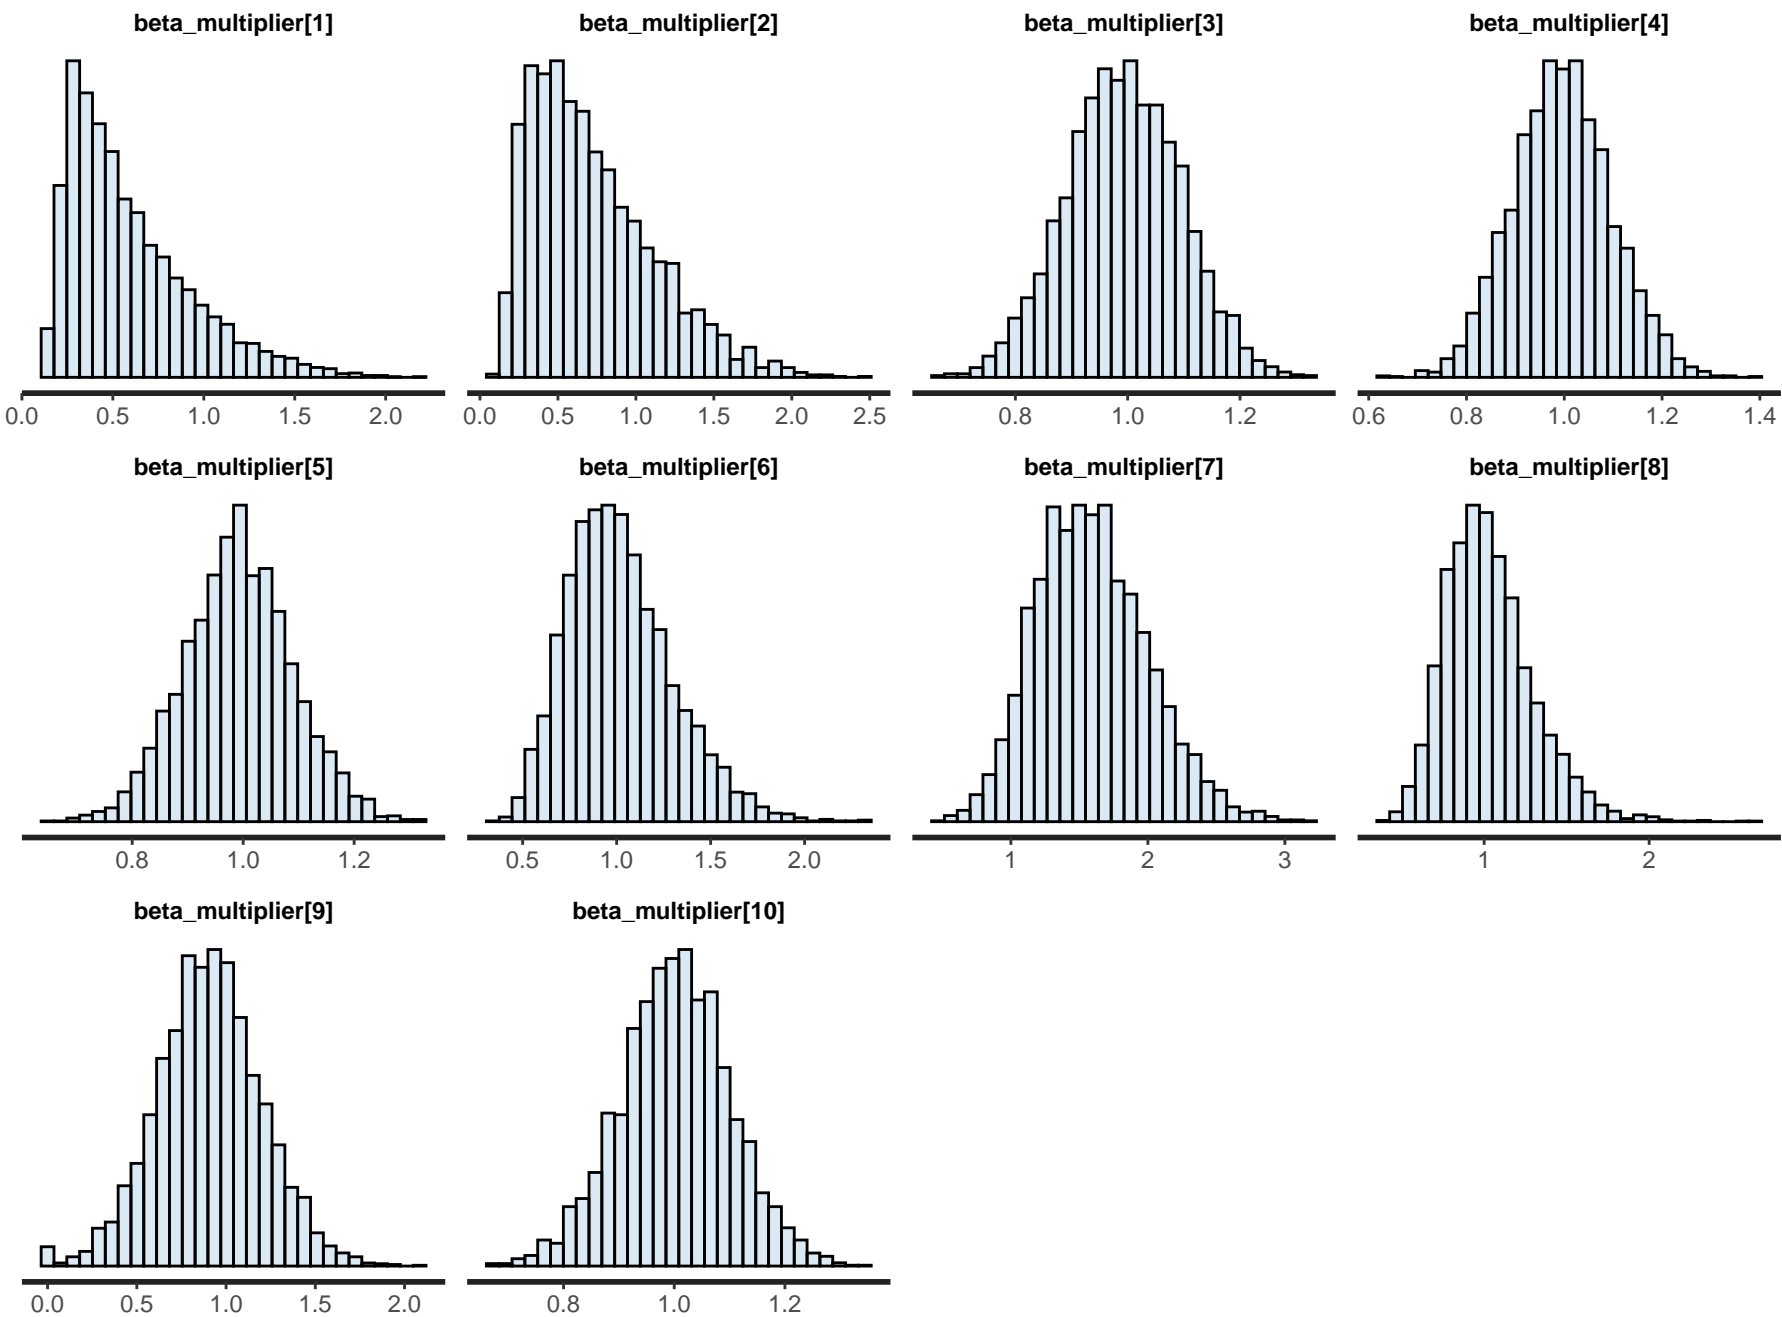 beta_multiplier[1] beta_multiplier[2] beta_multiplier[3] beta_multiplier[4]
0.0 0.5 1.0 1.5 2.0 0.0 0.5 1.0 1.5 2.0 2.5 0.8 1.0 1.2 0.6 0.8 1.0 1.2 1.4
beta_multiplier[5] beta_multiplier[6] beta_multiplier[7] beta_multiplier[8]
0.8 1.0 1.2 0.5 1.0 1.5 2.0 1 2 3 1 2
beta_multiplier[9] beta_multiplier[10]
0.0 0.5 1.0 1.5 2.0 0.8 1.0 1.2